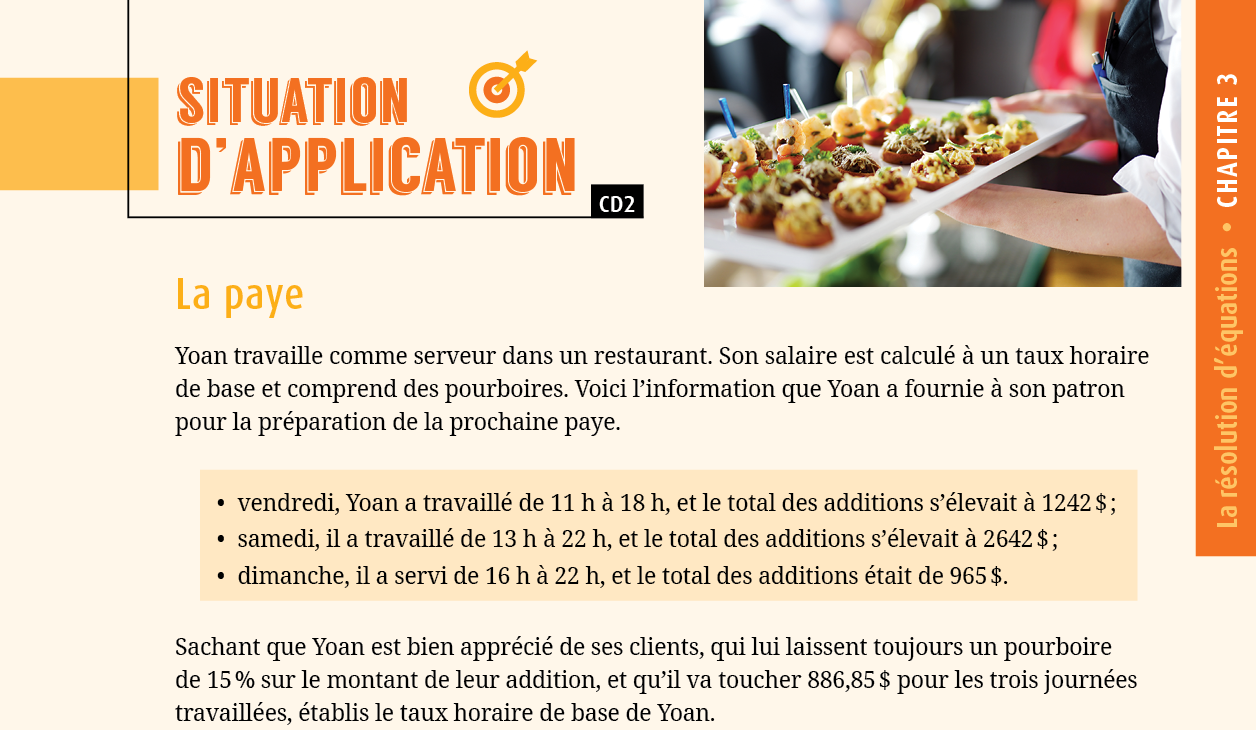 SITUATION
D’APPLICATION
CD2
La paye
Yoan travaille comme serveur dans un restaurant. Son salaire est calculé à un taux horaire
de base et comprend des pourboires. Voici l’information que Yoan a fournie à son patron
pour la préparation de la prochaine paye.
• vendredi, Yoan a travaillé de 11 h à 18 h, et le total des additions s’élevait à 1242 $ ;
• samedi, il a travaillé de 13 h à 22 h, et le total des additions s’élevait à 2642 $ ;
• dimanche, il a servi de 16 h à 22 h, et le total des additions était de 965 $.
Sachant que Yoan est bien apprécié de ses clients, qui lui laissent toujours un pourboire
de 15 % sur le montant de leur addition, et qu’il va toucher 886,85 $ pour les trois journées
travaillées, établis le taux horaire de base de Yoan.
La résolution d’équations • CHAPITRE 3